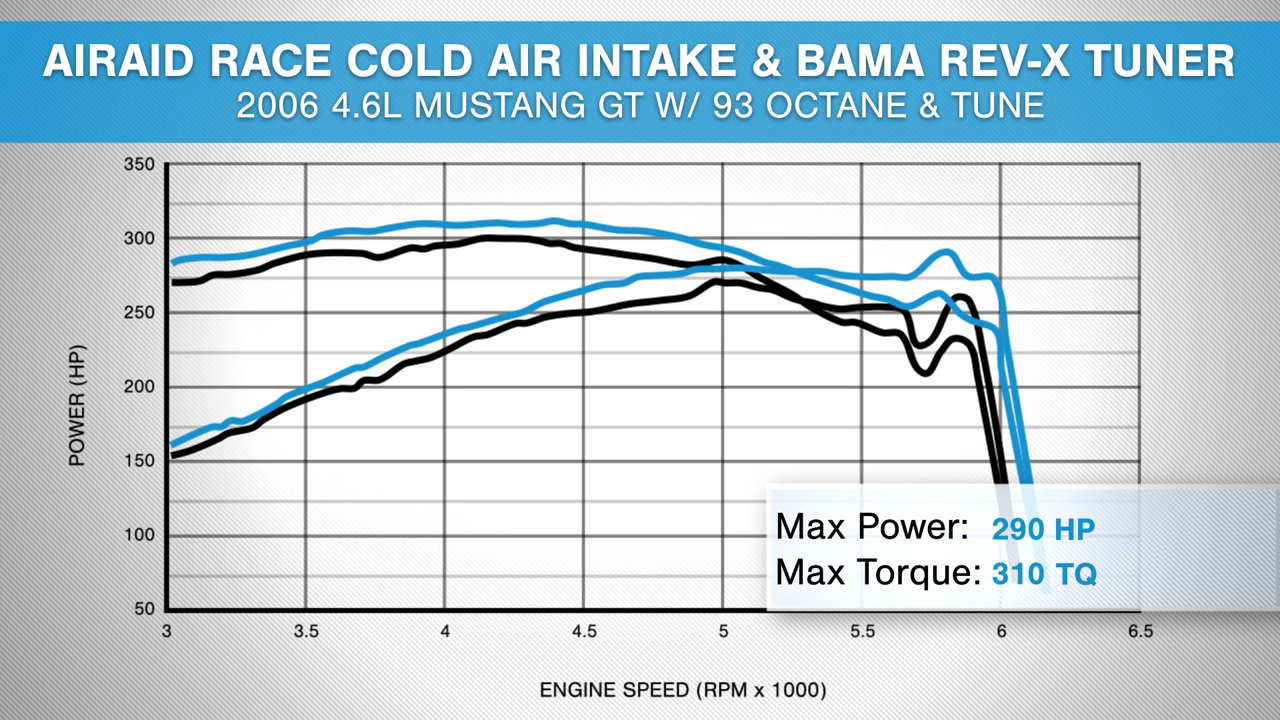 AIRAID RACE COLD AIR INTAKE & BAMA REV-X TUNER
2006 4.6L MUSTANG GT W/ 93 OCTANE & TUNE
350
300
250
200
150
100
50
POWER (HP)
Max Power: 290 HP
Max Torque: 310 TQ
3 3.5 4 4.5 5 5.5 6 6.5
ENGINE SPEED (RPM x 1000)